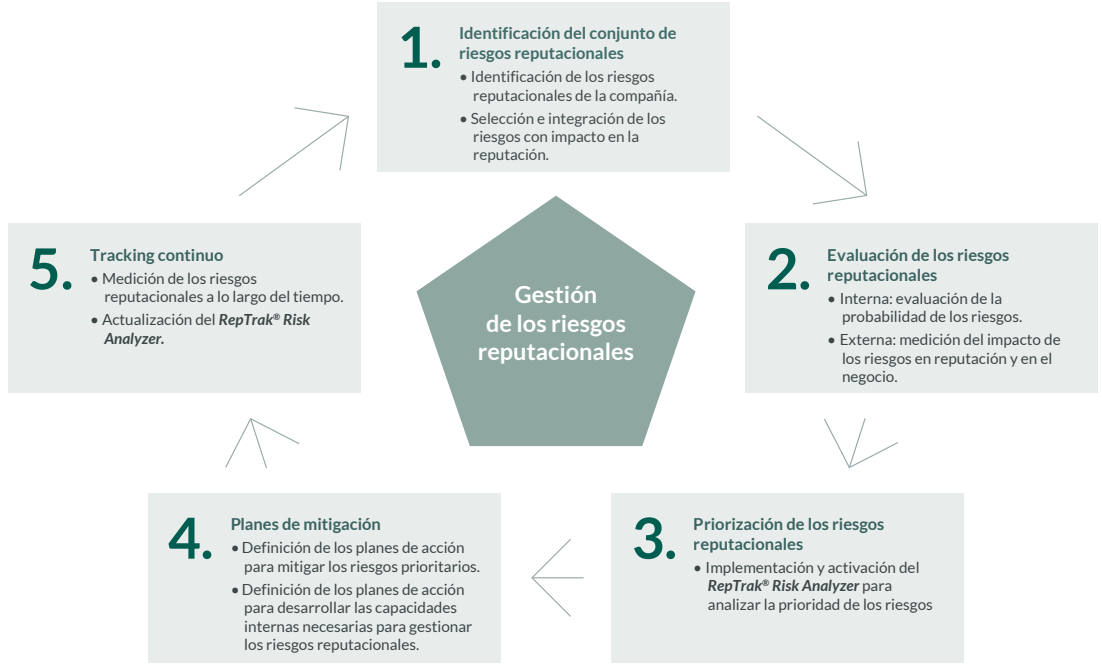 1.
Identificación del conjunto de
riesgos reputacionales
• Identificación de los riesgos
reputacionales de la compañía.
• Selección e integración de los
riesgos con impacto en la
reputación.
2.
Evaluación de los riesgos
reputacionales
• Interna: evaluación de la
probabilidad de los riesgos.
• Externa: medición del impacto de
los riesgos en reputación y en el
negocio.
3.
Priorización de los riesgos
reputacionales
• Implementación y activación del
RepTrak® Risk Analyzer para
analizar la prioridad de los riesgos
4.
Planes de mitigación
• Definición de los planes de acción
para mitigar los riesgos prioritarios.
• Definición de los planes de acción
para desarrollar las capacidades
internas necesarias para gestionar
los riesgos reputacionales.
5.
Tracking continuo
• Medición de los riesgos
reputacionales a lo largo del tiempo.
• Actualización del RepTrak® Risk
Analyzer.
Gestión
de los riesgos
reputacionales